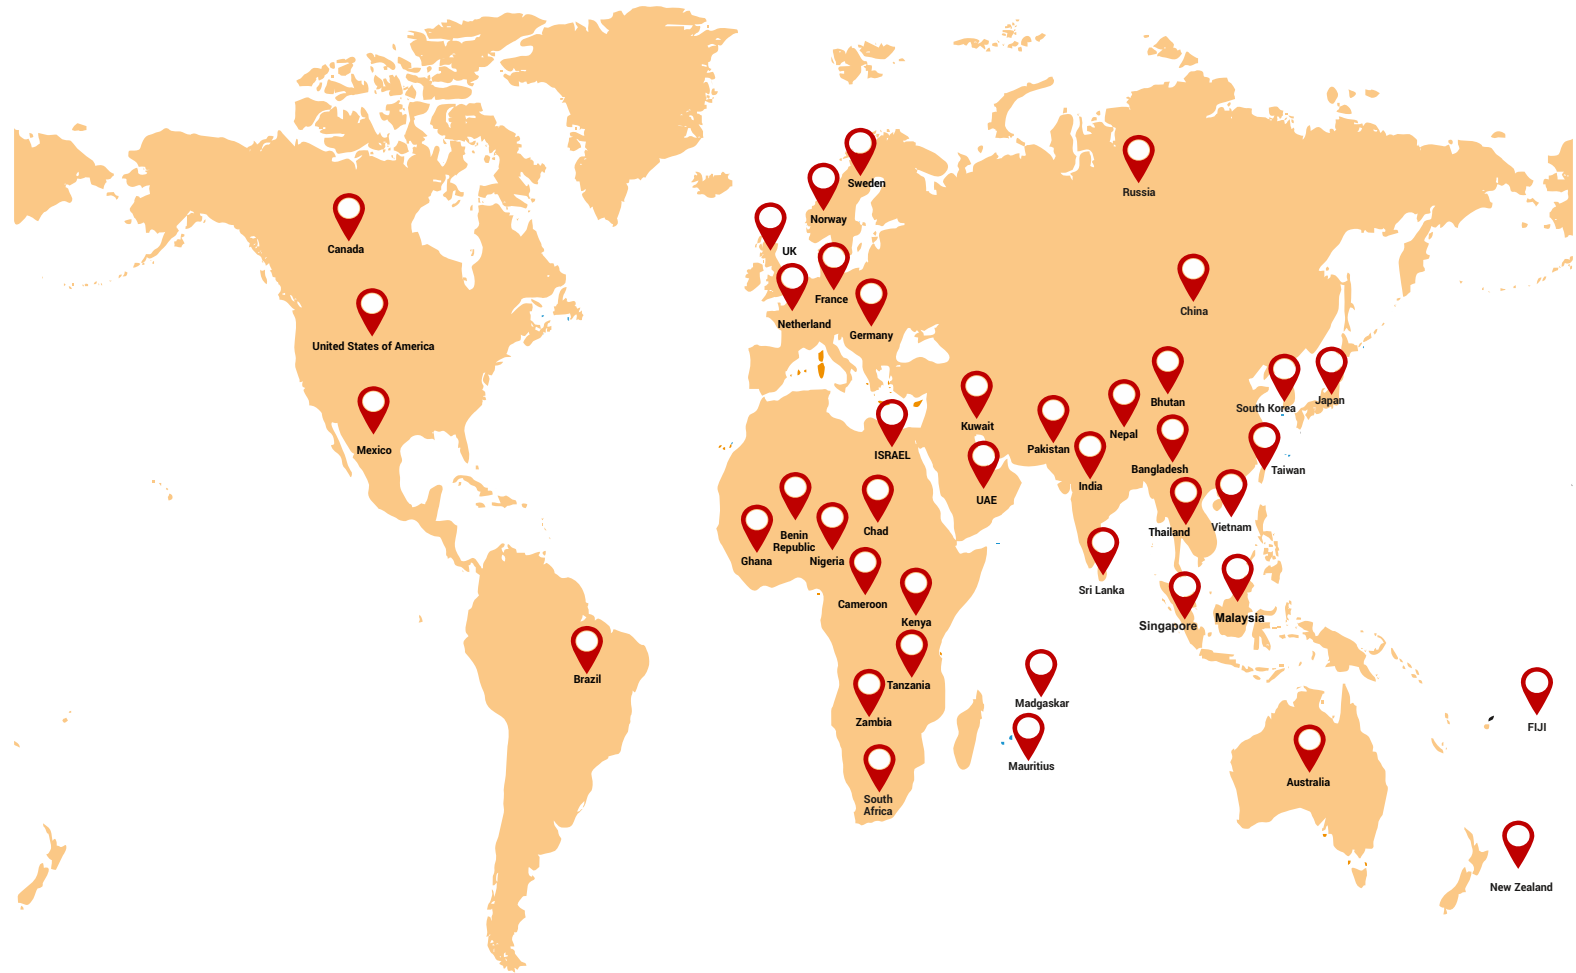 Sweden
Russia
Norway
Canada
UK
France
China
Netherland
Germany
United States of America
Bhutan
South Korea
Japan
Kuwait
Nepal
Mexico
Pakistan
ISRAEL
Bangladesh
Taiwan
India
UAE
Chad
Vietnam
Thailand
Benin
Republic
Ghana
Nigeria
Sri Lanka
Cameroon
Kenya
Singapore
Malaysia
Brazil
Tanzania
Madgaskar
Zambia
FIJI
Mauritius
Australia
South
Africa
New Zealand